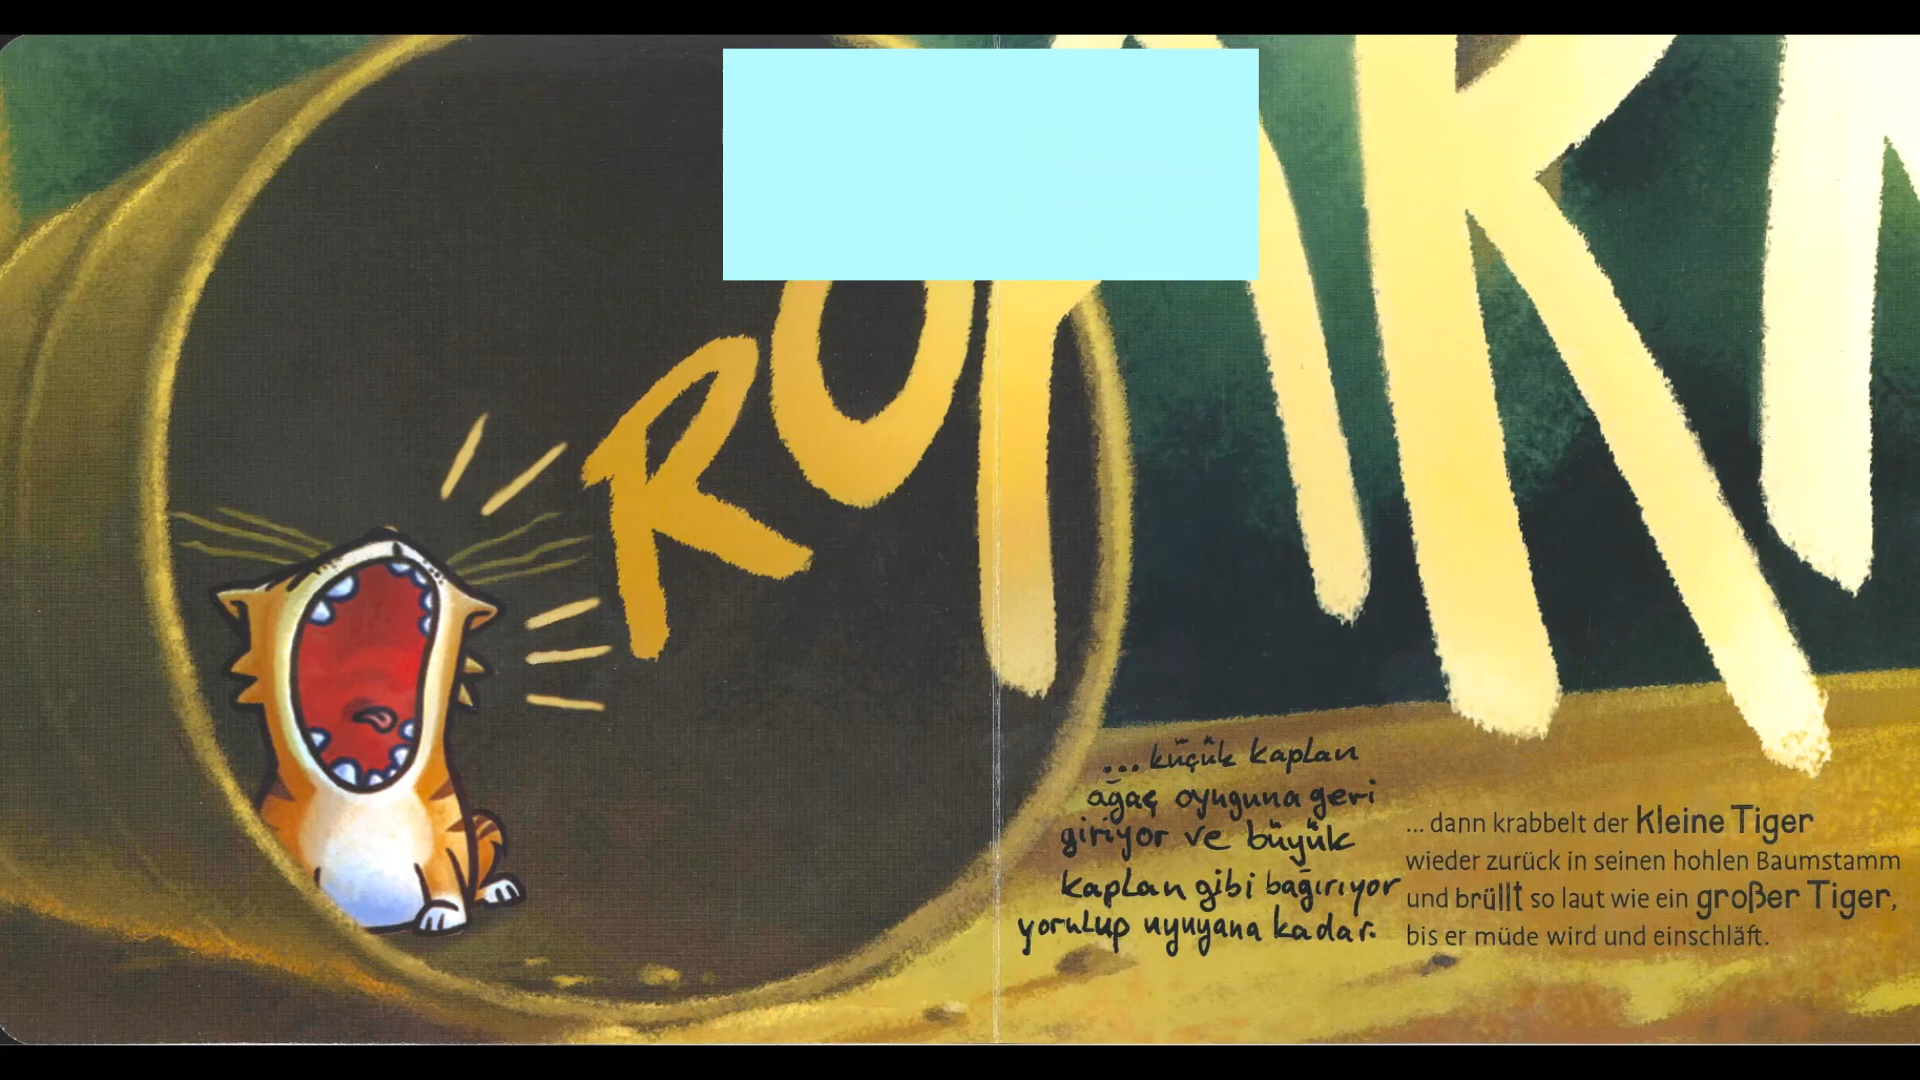 ... küçük kaplan
ağaç oyuğuna geri
giriyor ve büyük
kaplan gibi bağırıyor
yorulup uyuyana kadar.
... dann krabbelt der kleine Tiger
wieder zurück in seinen hohlen Baumstamm
und brüllt so laut wie ein großer Tiger,
bis er müde wird und einschläft.